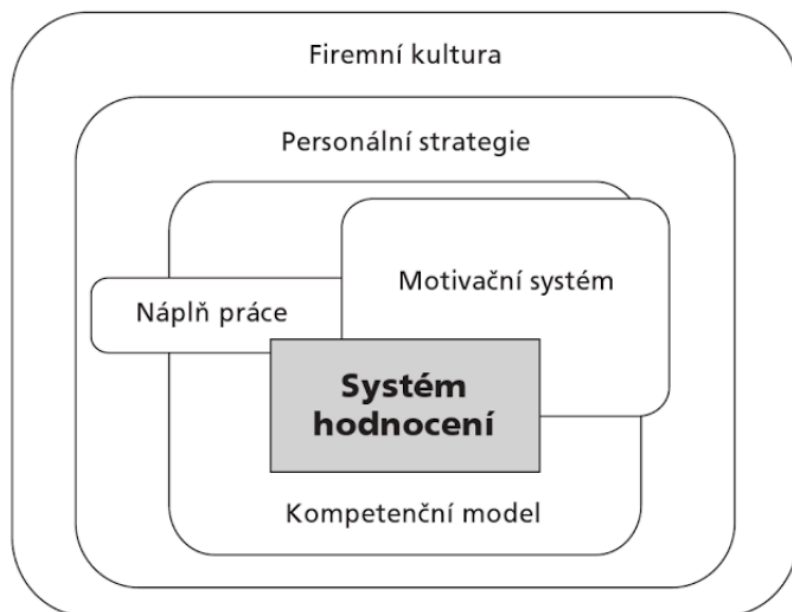 Firemní kultura
Personální strategie
Motivační systém
Náplň práce
Systém
hodnocení
Kompetenční model